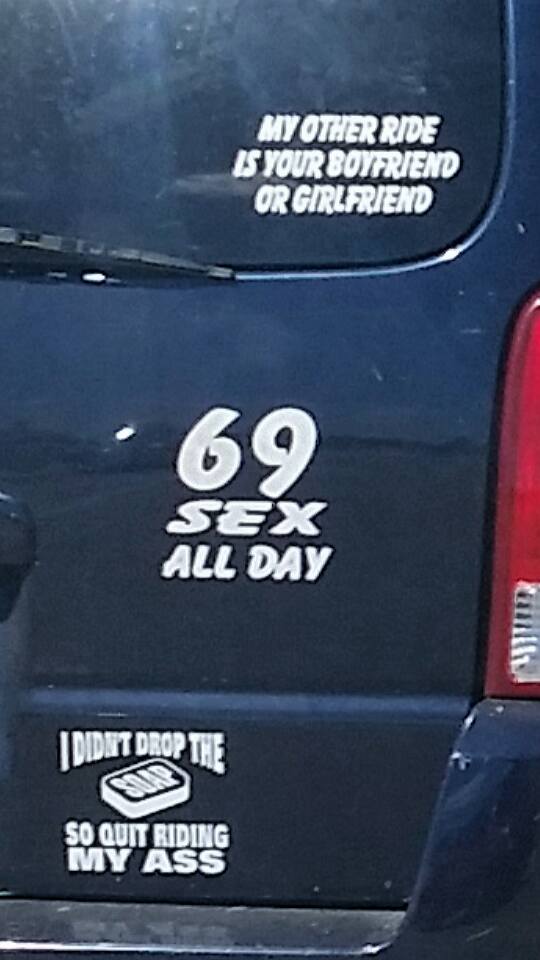 MY OTHER RIDE
IS YOUR BOYFRIEND
OR GIRLFRIEND
69
SEX
ALL DAY
I DIDN'T DROP THE
SOAP
SO QUIT RIDING
MY ASS